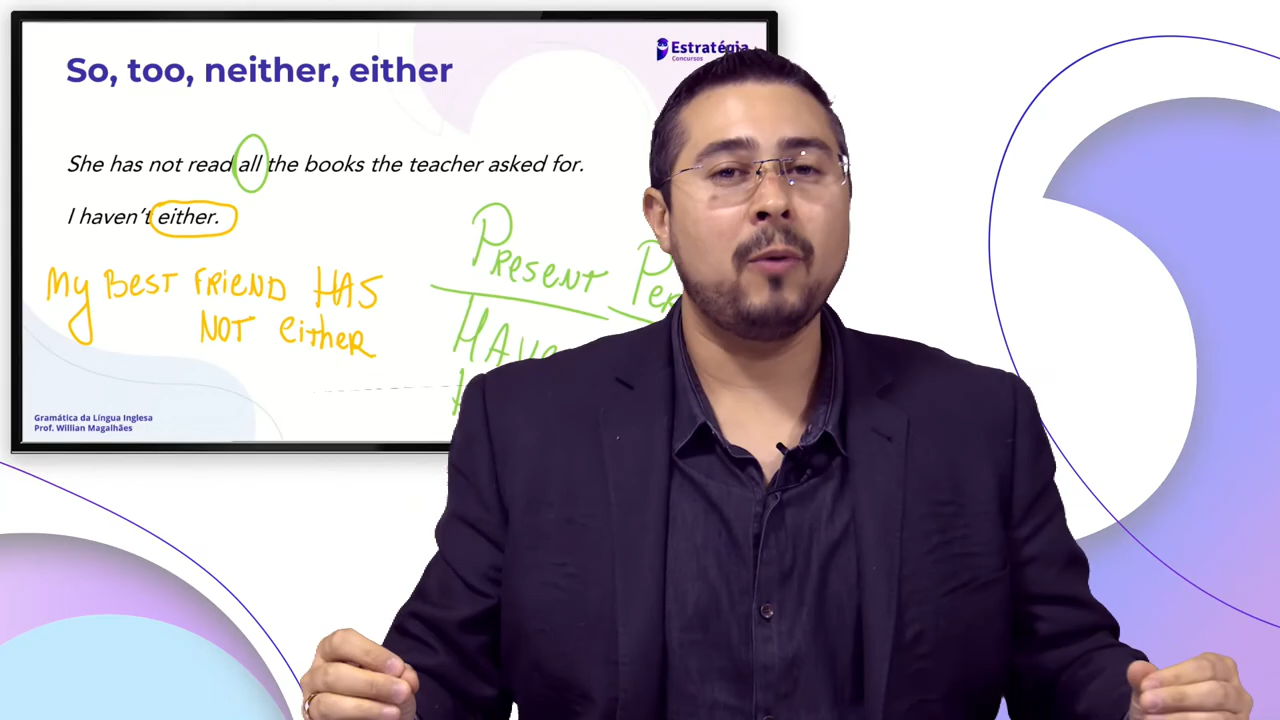 So, too, neither, either
Estratégia
Concursos
She has not read all the books the teacher asked for.
I haven't either.
My BEST FRiEND HAS
NOT eiTHER
PRESENT
HAVE
Gramática da Língua Inglesa
Prof. Willian Magalhães